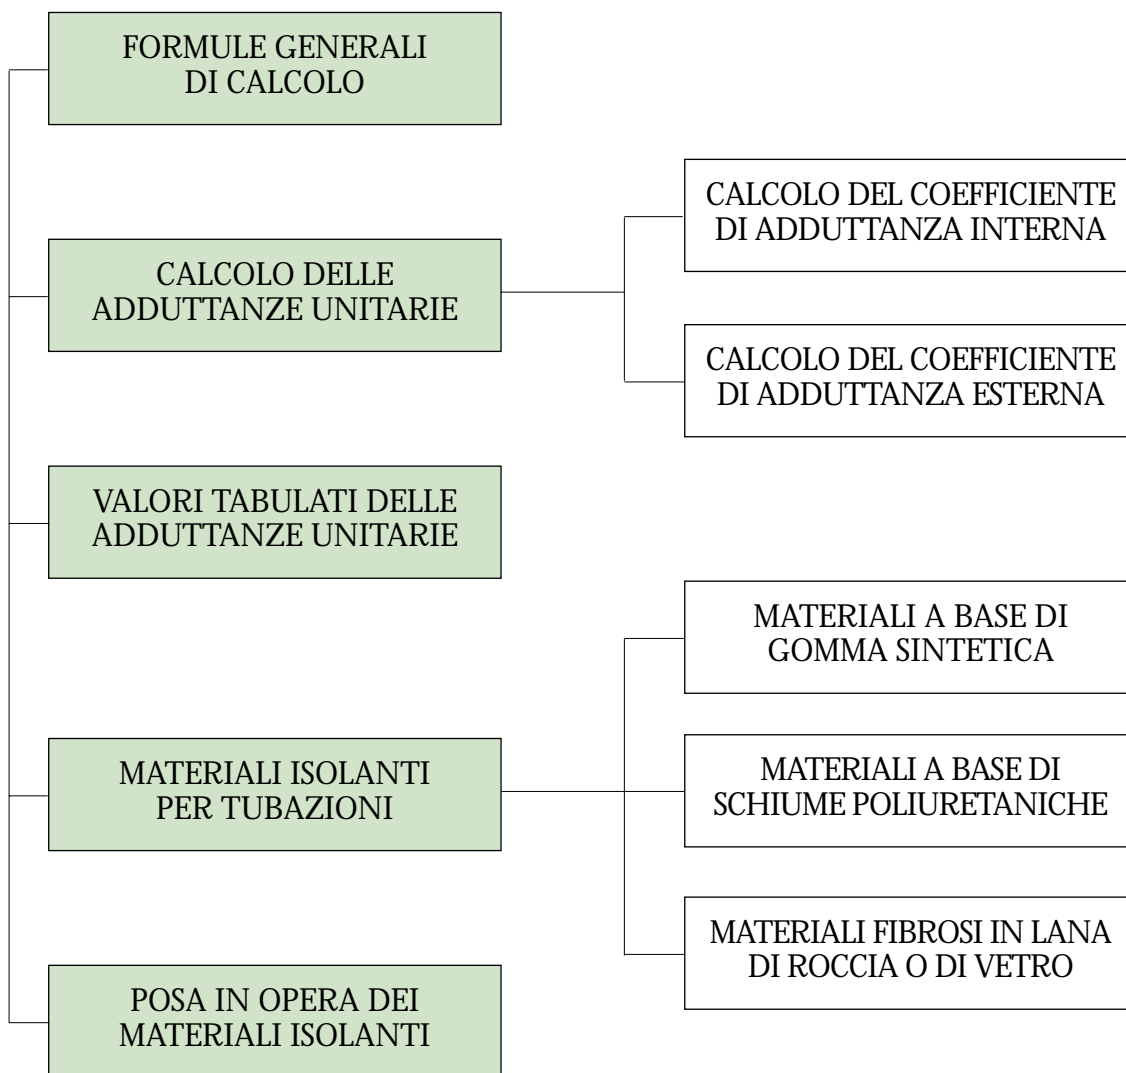 FORMULE GENERALI
DI CALCOLO
CALCOLO DELLE
ADDUTTANZE UNITARIE
CALCOLO DEL COEFFICIENTE
DI ADDUTTANZA INTERNA
CALCOLO DEL COEFFICIENTE
DI ADDUTTANZA ESTERNA
VALORI TABULATI DELLE
ADDUTTANZE UNITARIE
MATERIALI ISOLANTI
PER TUBAZIONI
MATERIALI A BASE DI
GOMMA SINTETICA
MATERIALI A BASE DI
SCHIUME POLIURETANICHE
MATERIALI FIBROSI IN LANA
DI ROCCIA O DI VETRO
POSA IN OPERA DEI
MATERIALI ISOLANTI